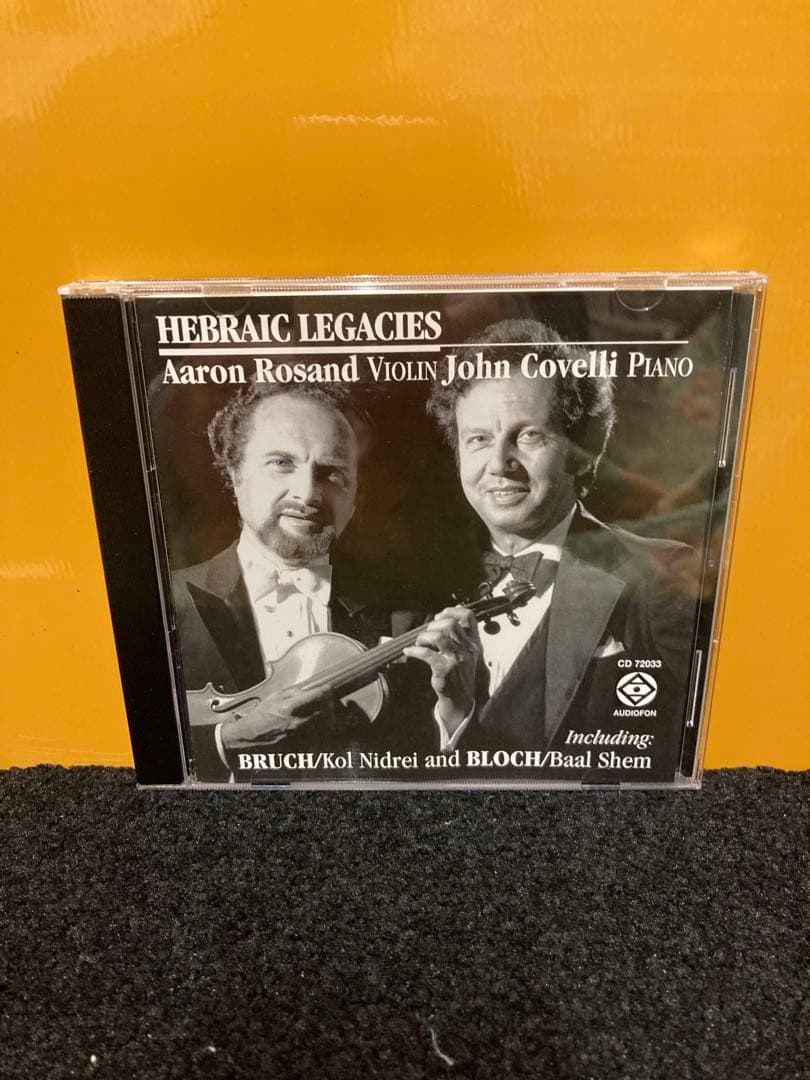 HEBRAIC LEGACIES
Aaron Rosand VIOLIN John Covelli PIANO
CD 72033
AUDIOFON
Including:
BRUCH/Kol Nidrei and BLOCH/Baal Shem